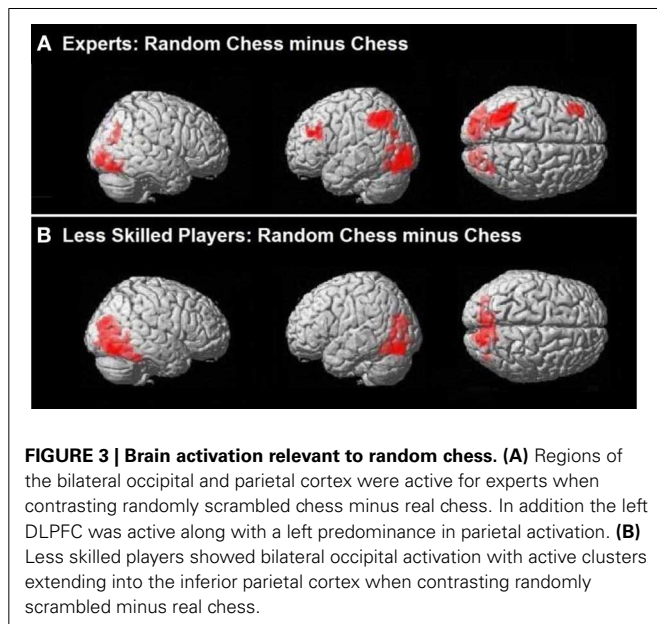 A Experts: Random Chess minus Chess
B Less Skilled Players: Random Chess minus Chess
FIGURE 3 | Brain activation relevant to random chess. (A) Regions of
the bilateral occipital and parietal cortex were active for experts when
contrasting randomly scrambled chess minus real chess. In addition the left
DLPFC was active along with a left predominance in parietal activation. (B)
Less skilled players showed bilateral occipital activation with active clusters
extending into the inferior parietal cortex when contrasting randomly
scrambled minus real chess.